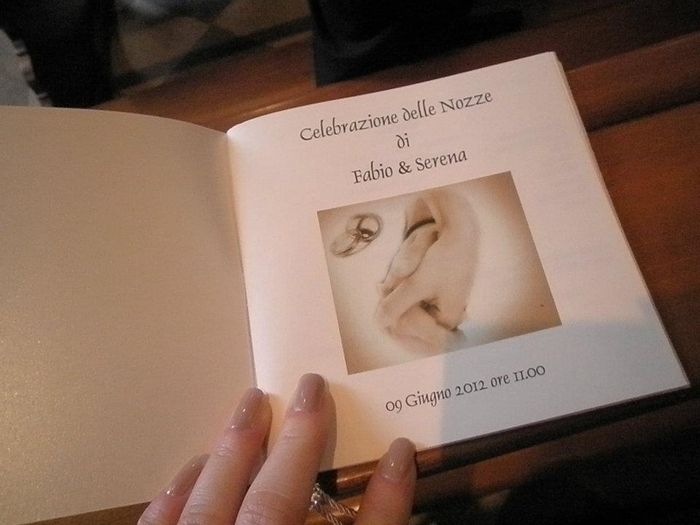 Celebrazione delle Nozze
di
Fabio & Serena
09 Giugno 2012 ore 11.00